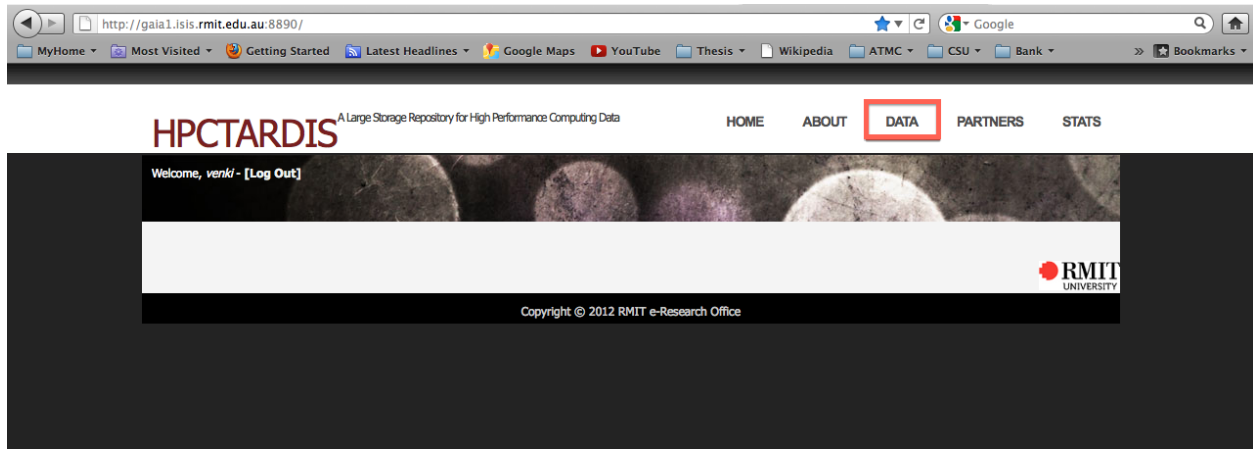 http://gaia1.isis.rmit.edu.au:8890/
Google
MyHome
Most Visited
Getting Started
Latest Headlines
Google Maps
YouTube
Thesis
Wikipedia
ATMC
CSU
Bank
»
Bookmarks
HPCTARDIS
A Large Storage Repository for High Performance Computing Data
HOME
ABOUT
DATA
PARTNERS
STATS
Welcome, venki - [Log Out]
RMIT
UNIVERSITY
Copyright © 2012 RMIT e-Research Office